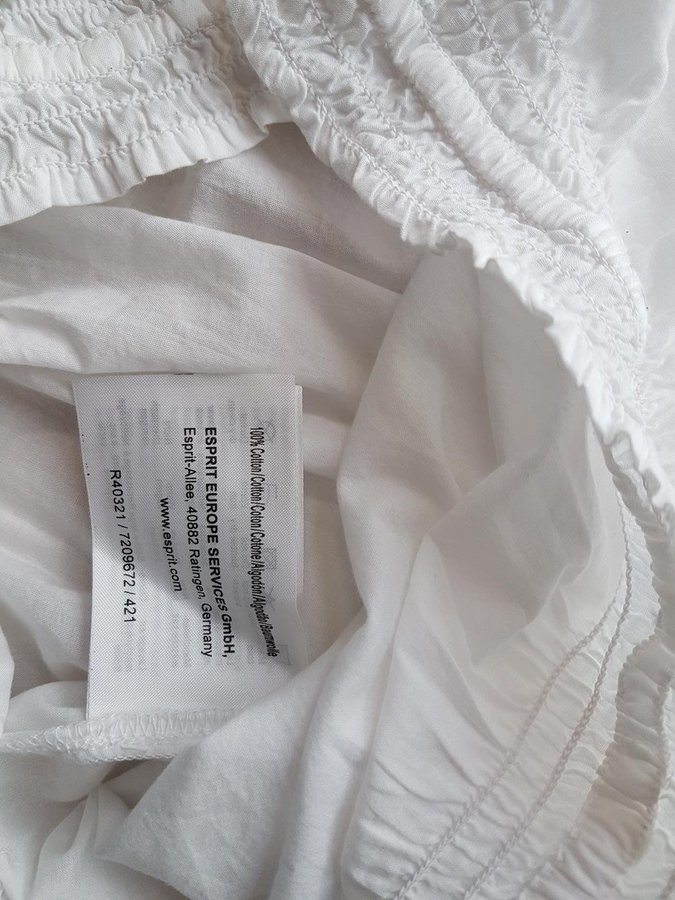 100% Cotton/Cotton/Coton/Cotone/Algodón/Algodão/Baumwolle
ESPRIT EUROPE SERVICES GmbH,
Esprit-Allee, 40882 Ratingen, Germany
www.esprit.com
R40321 / 7209672 / 421